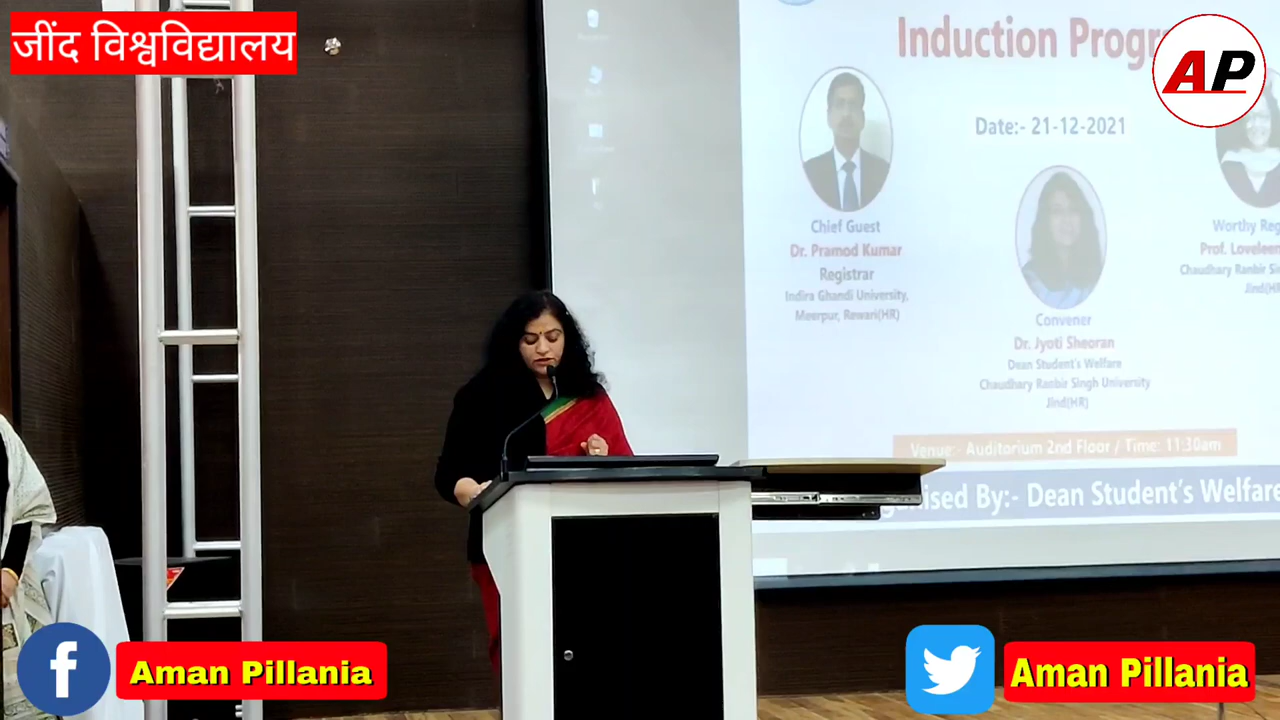 जींद विश्वविद्यालय
AP
Induction Progr
Date:- 21-12-2021
Chief Guest
Dr. Pramod Kumar
Registrar
Indira Ghandi University,
Meerpur, Rewari(HR)
Convener
Dr. Jyoti Sheoran
Dean Student's Welfare
Chaudhary Ranbir Singh University
Jind(HR)
Worthy Reg
Prof. Loveleen
Chaudhary Ranbir Sin
Jind(HR
Venue:- Auditorium 2nd Floor / Time: 11:30am
nised By:- Dean Student's Welfare
f
Aman Pillania
Aman Pillania